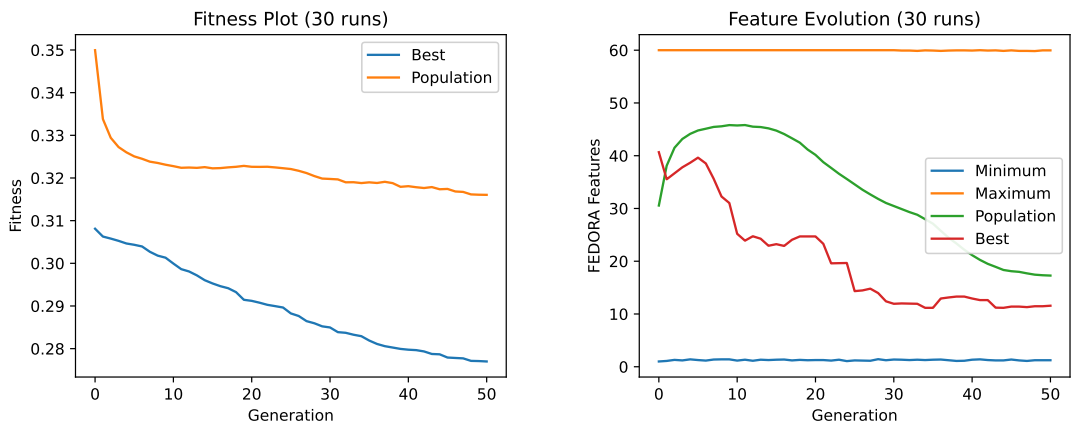 Fitness Plot (30 runs)
0.35
0.34
0.33
0.32
0.31
0.30
0.29
0.28
Fitness
0 10 20 30 40 50
Generation
Best
Population
Feature Evolution (30 runs)
60
50
40
30
20
10
0
FEDORA Features
0 10 20 30 40 50
Generation
Minimum
Maximum
Population
Best